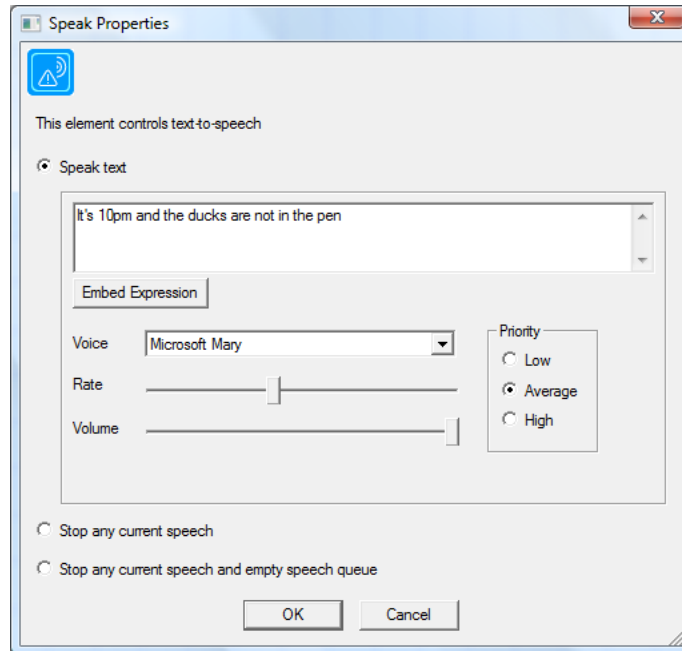 Speak Properties
This element controls text-to-speech
Speak text
It's 10pm and the ducks are not in the pen
Embed Expression
Voice
Microsoft Mary
Rate
Volume
Priority
Low
Average
High
Stop any current speech
Stop any current speech and empty speech queue
OK
Cancel